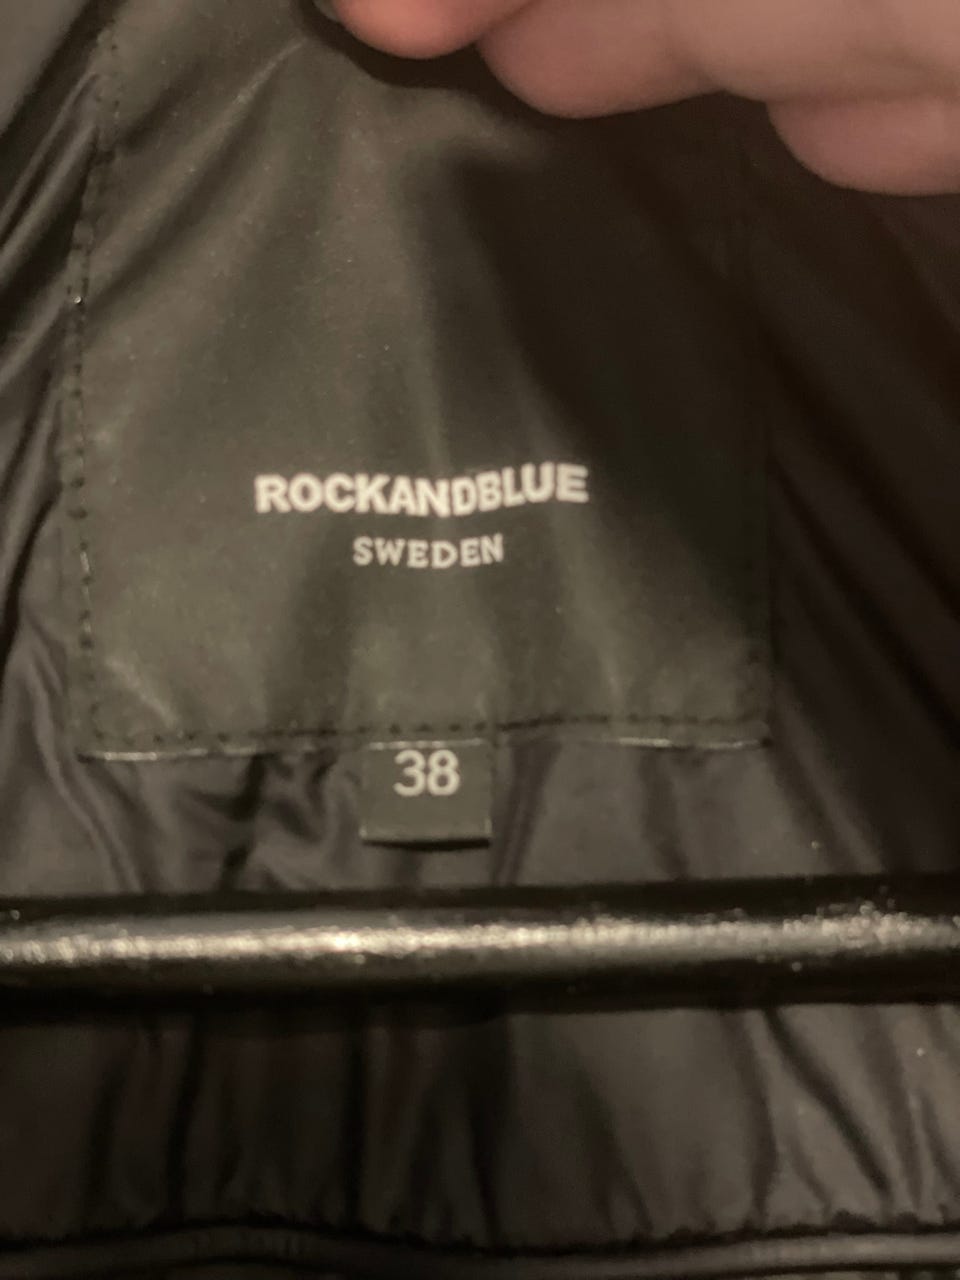 ROCKANDBLUE
SWEDEN
38